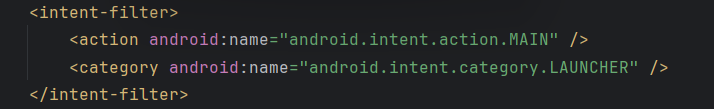 <intent-filter>
<action android:name="android.intent.action.MAIN" />
<category android:name="android.intent.category.LAUNCHER" />
</intent-filter>